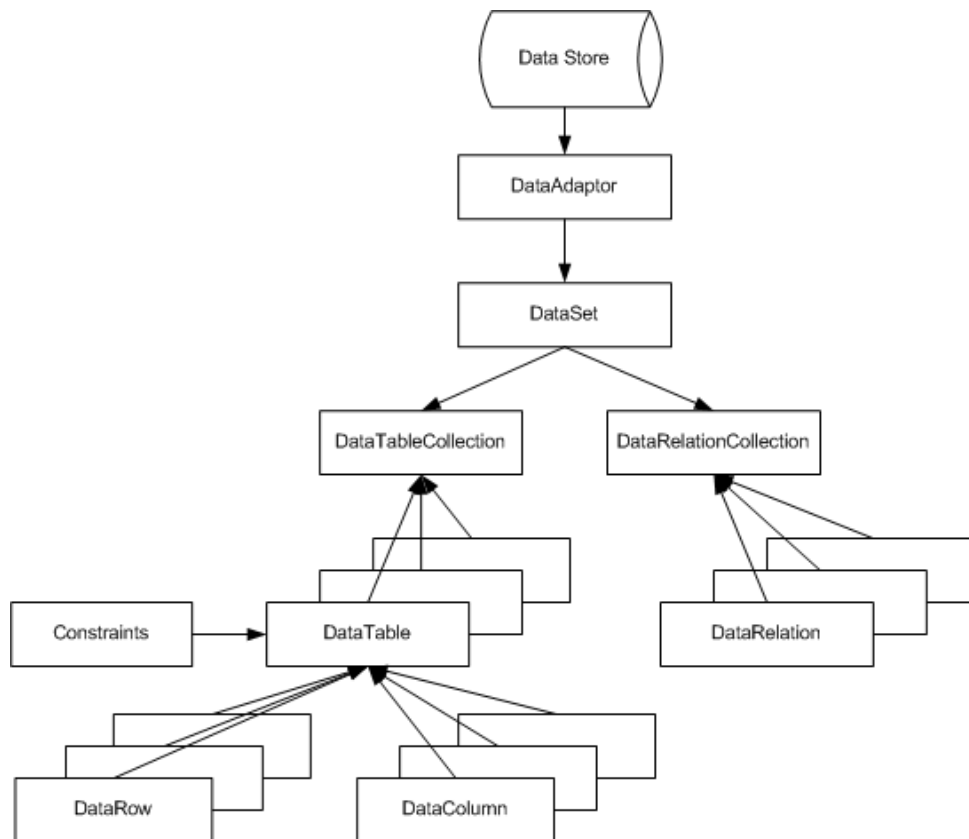 Data Store
DataAdaptor
DataSet
DataTableCollection
DataRelationCollection
Constraints
DataTable
DataRelation
DataRow
DataColumn